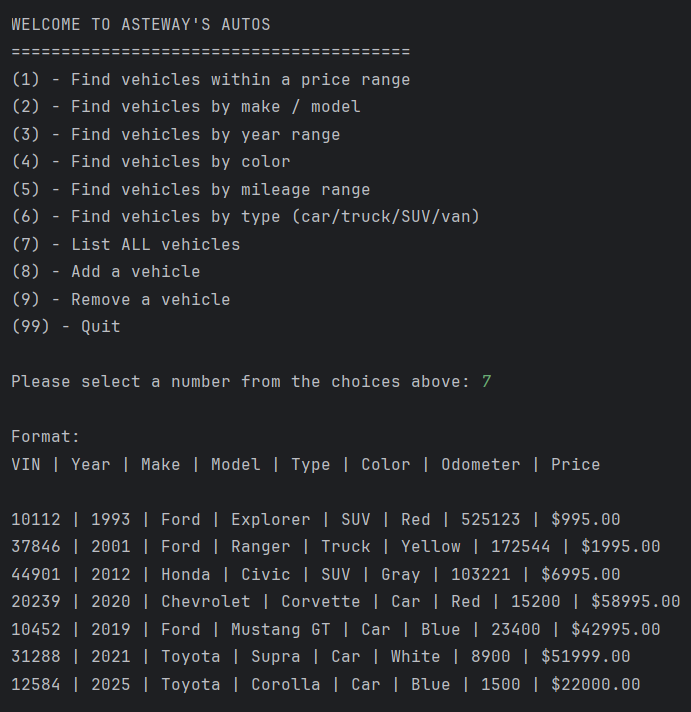 WELCOME TO ASTEWAY'S AUTOS
========================================
(1) - Find vehicles within a price range
(2) - Find vehicles by make / model
(3) - Find vehicles by year range
(4) - Find vehicles by color
(5) - Find vehicles by mileage range
(6) - Find vehicles by type (car/truck/SUV/van)
(7) - List ALL vehicles
(8) - Add a vehicle
(9) - Remove a vehicle
(99) - Quit
Please select a number from the choices above: 7
Format:
VIN | Year | Make | Model | Type | Color | Odometer | Price
10112 | 1993 | Ford | Explorer | SUV | Red | 525123 | $995.00
37846 | 2001 | Ford | Ranger | Truck | Yellow | 172544 | $1995.00
44901 | 2012 | Honda | Civic | SUV | Gray | 103221 | $6995.00
20239 | 2020 | Chevrolet | Corvette | Car | Red | 15200 | $58995.00
10452 | 2019 | Ford | Mustang GT | Car | Blue | 23400 | $42995.00
31288 | 2021 | Toyota | Supra | Car | White | 8900 | $51999.00
12584 | 2025 | Toyota | Corolla | Car | Blue | 1500 | $22000.00